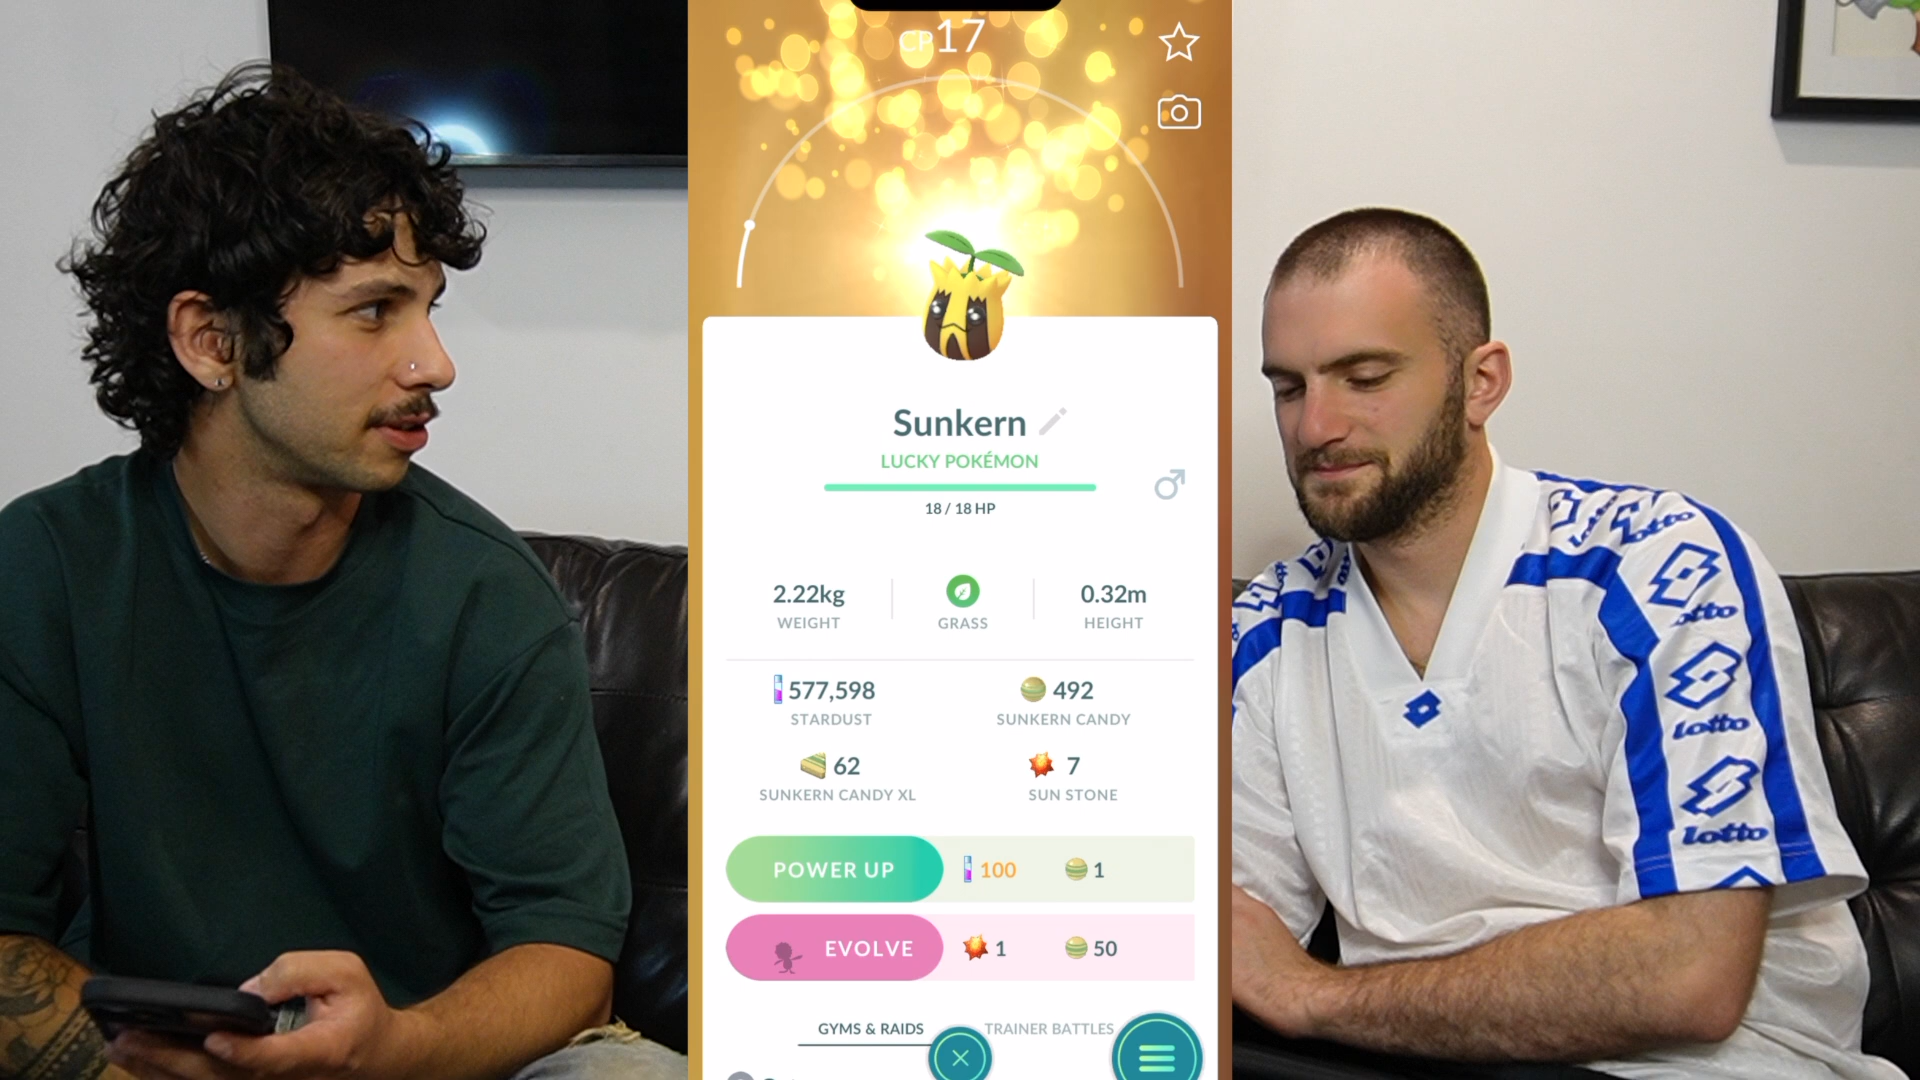 CP17
Sunkern
LUCKY POKÉMON
18 / 18 HP
2.22kg
WEIGHT
GRASS
0.32m
HEIGHT
577,598
STARDUST
492
SUNKERN CANDY
62
SUNKERN CANDY XL
7
SUN STONE
POWER UP 100 1
EVOLVE 1 50
GYMS & RAIDS TRAINER BATTLES
lotto
lotto
lotto
lotto
lotto